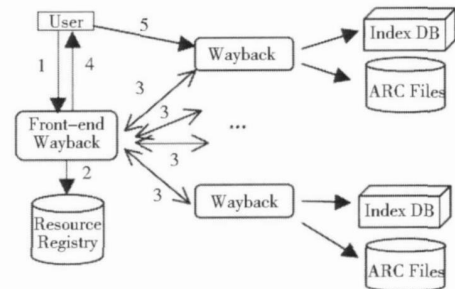 User
5
Wayback
Index DB
ARC Files
1
4
3
Front-end
Wayback
3
3
...
3
2
3
Resource
Registry
Wayback
Index DB
ARC Files